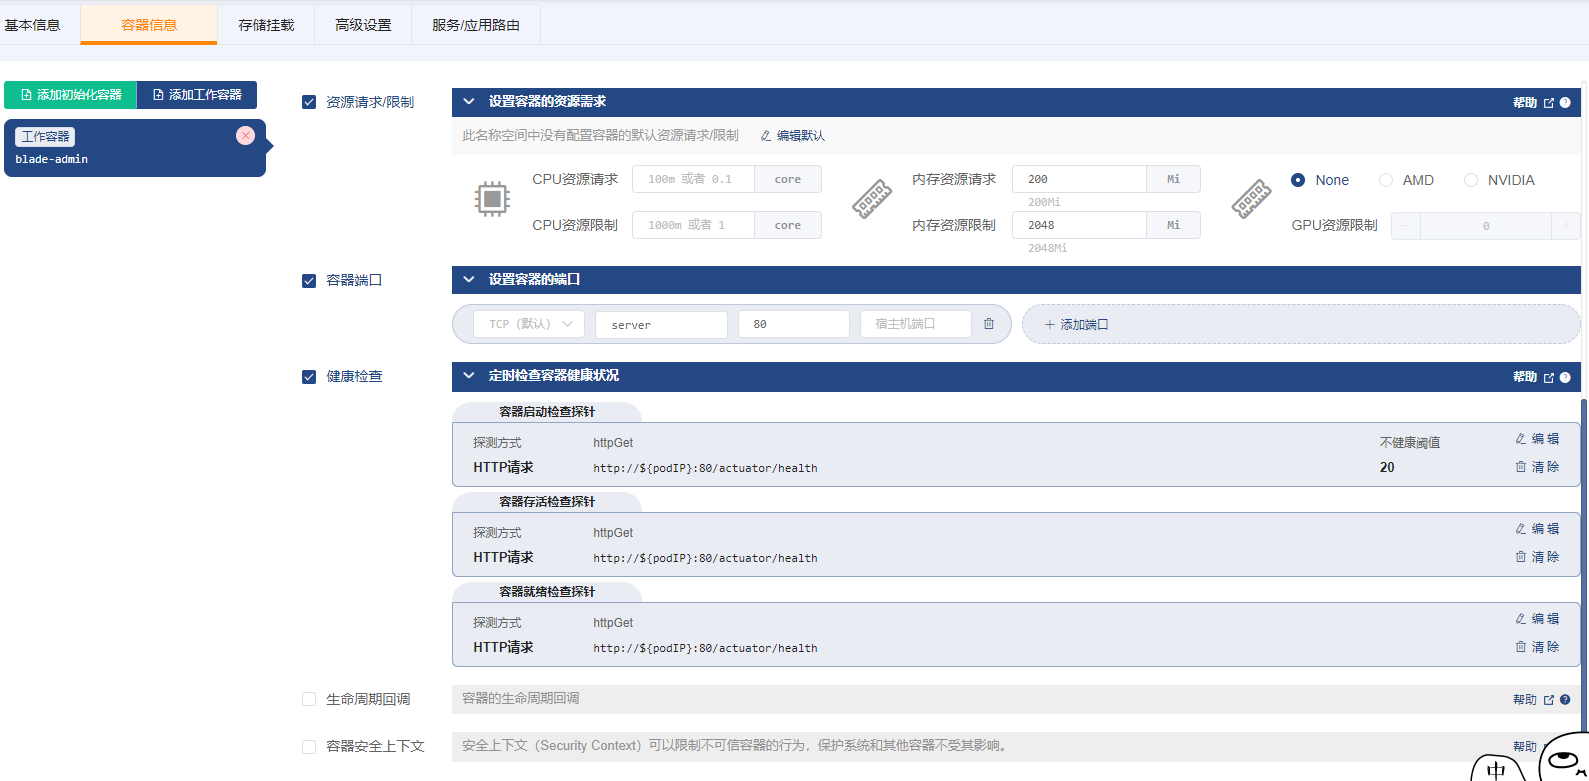 基本信息
容器信息
存储挂载
高级设置
服务/应用路由
添加初始化容器
添加工作容器
工作容器
blade-admin
资源请求/限制
设置容器的资源需求
帮助
此名称空间中没有配置容器的默认资源请求/限制
编辑默认
CPU资源请求
100m 或者 0.1
core
内存资源请求
200
Mi
200Mi
None
AMD
NVIDIA
CPU资源限制
1000m 或者 1
core
内存资源限制
2048
Mi
2048Mi
GPU资源限制
0
容器端口
设置容器的端口
TCP (默认)
server
80
宿主机端口
添加端口
健康检查
定时检查容器健康状况
帮助
容器启动检查探针
探测方式
httpGet
不健康阈值
编 辑
HTTP请求
http://${podIP}:80/actuator/health
20
清 除
容器存活检查探针
探测方式
httpGet
编 辑
HTTP请求
http://${podIP}:80/actuator/health
清 除
容器就绪检查探针
探测方式
httpGet
编 辑
HTTP请求
http://${podIP}:80/actuator/health
清 除
生命周期回调
容器的生命周期回调
帮助
容器安全上下文
安全上下文（Security Context）可以限制不可信容器的行为，保护系统和其他容器不受其影响。
帮助
中